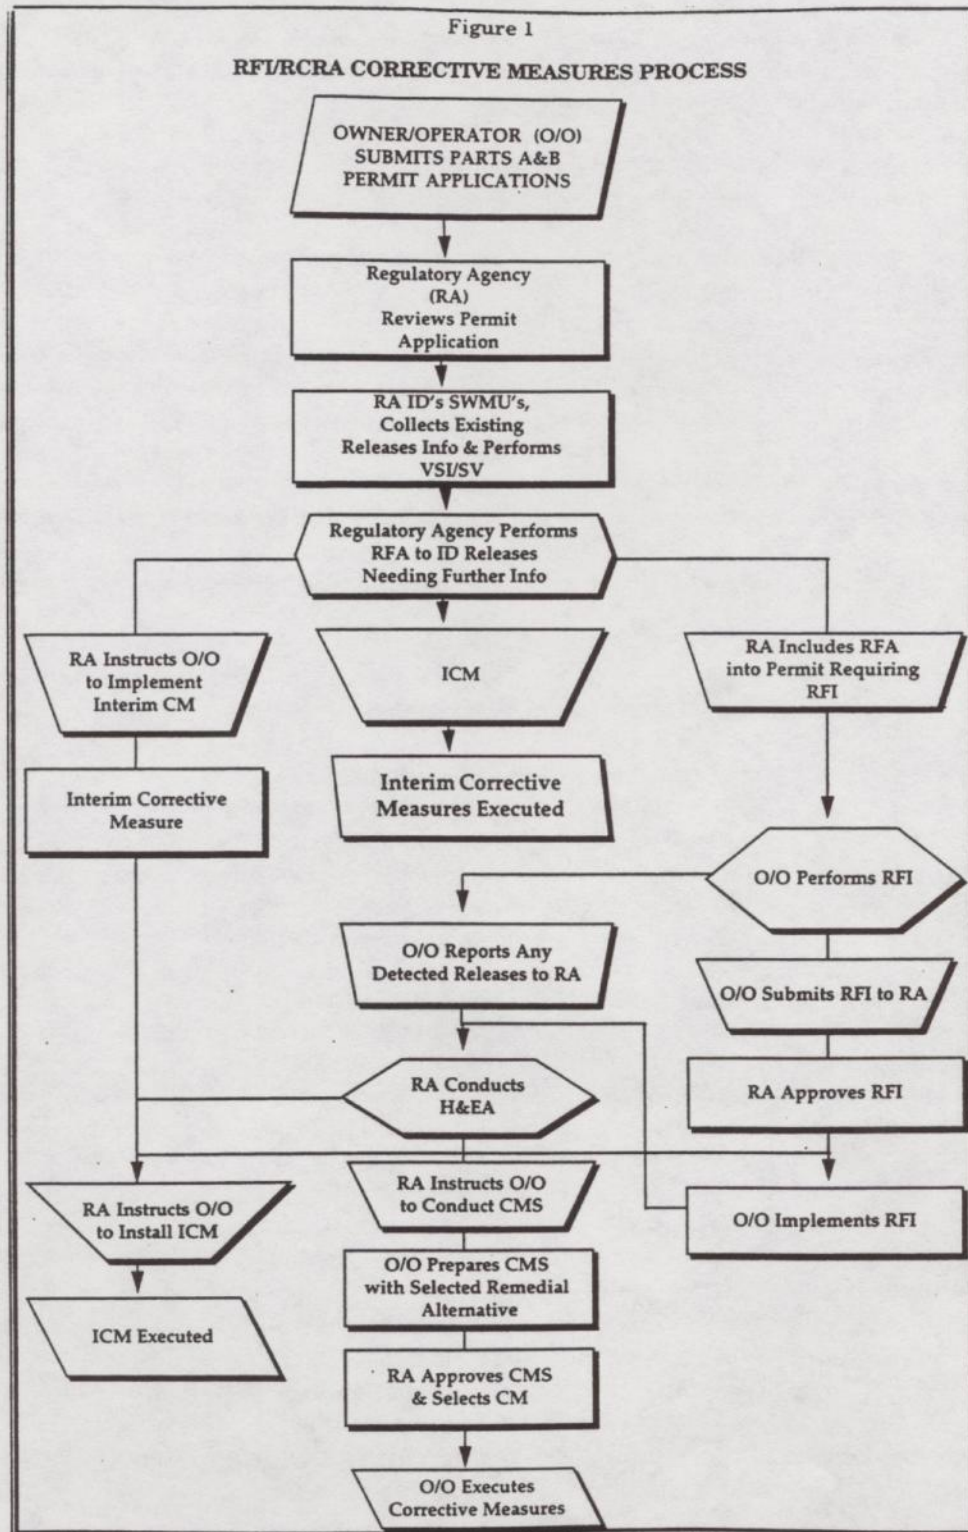 Figure 1
RFI/RCRA CORRECTIVE MEASURES PROCESS
OWNER/OPERATOR (O/O)
SUBMITS PARTS A&B
PERMIT APPLICATIONS
Regulatory Agency
(RA)
Reviews Permit
Application
RA ID's SWMU's,
Collects Existing
Releases Info & Performs
VSI/SV
Regulatory Agency Performs
RFA to ID Releases
Needing Further Info
RA Instructs O/O
to Implement
Interim CM
ICM
RA Includes RFA
into Permit Requiring
RFI
Interim Corrective
Measure
Interim Corrective
Measures Executed
O/O Performs RFI
O/O Reports Any
Detected Releases to RA
O/O Submits RFI to RA
RA Conducts
H&EA
RA Approves RFI
RA Instructs O/O
to Install ICM
RA Instructs O/O
to Conduct CMS
O/O Implements RFI
O/O Prepares CMS
with Selected Remedial
Alternative
ICM Executed
RA Approves CMS
& Selects CM
O/O Executes
Corrective Measures